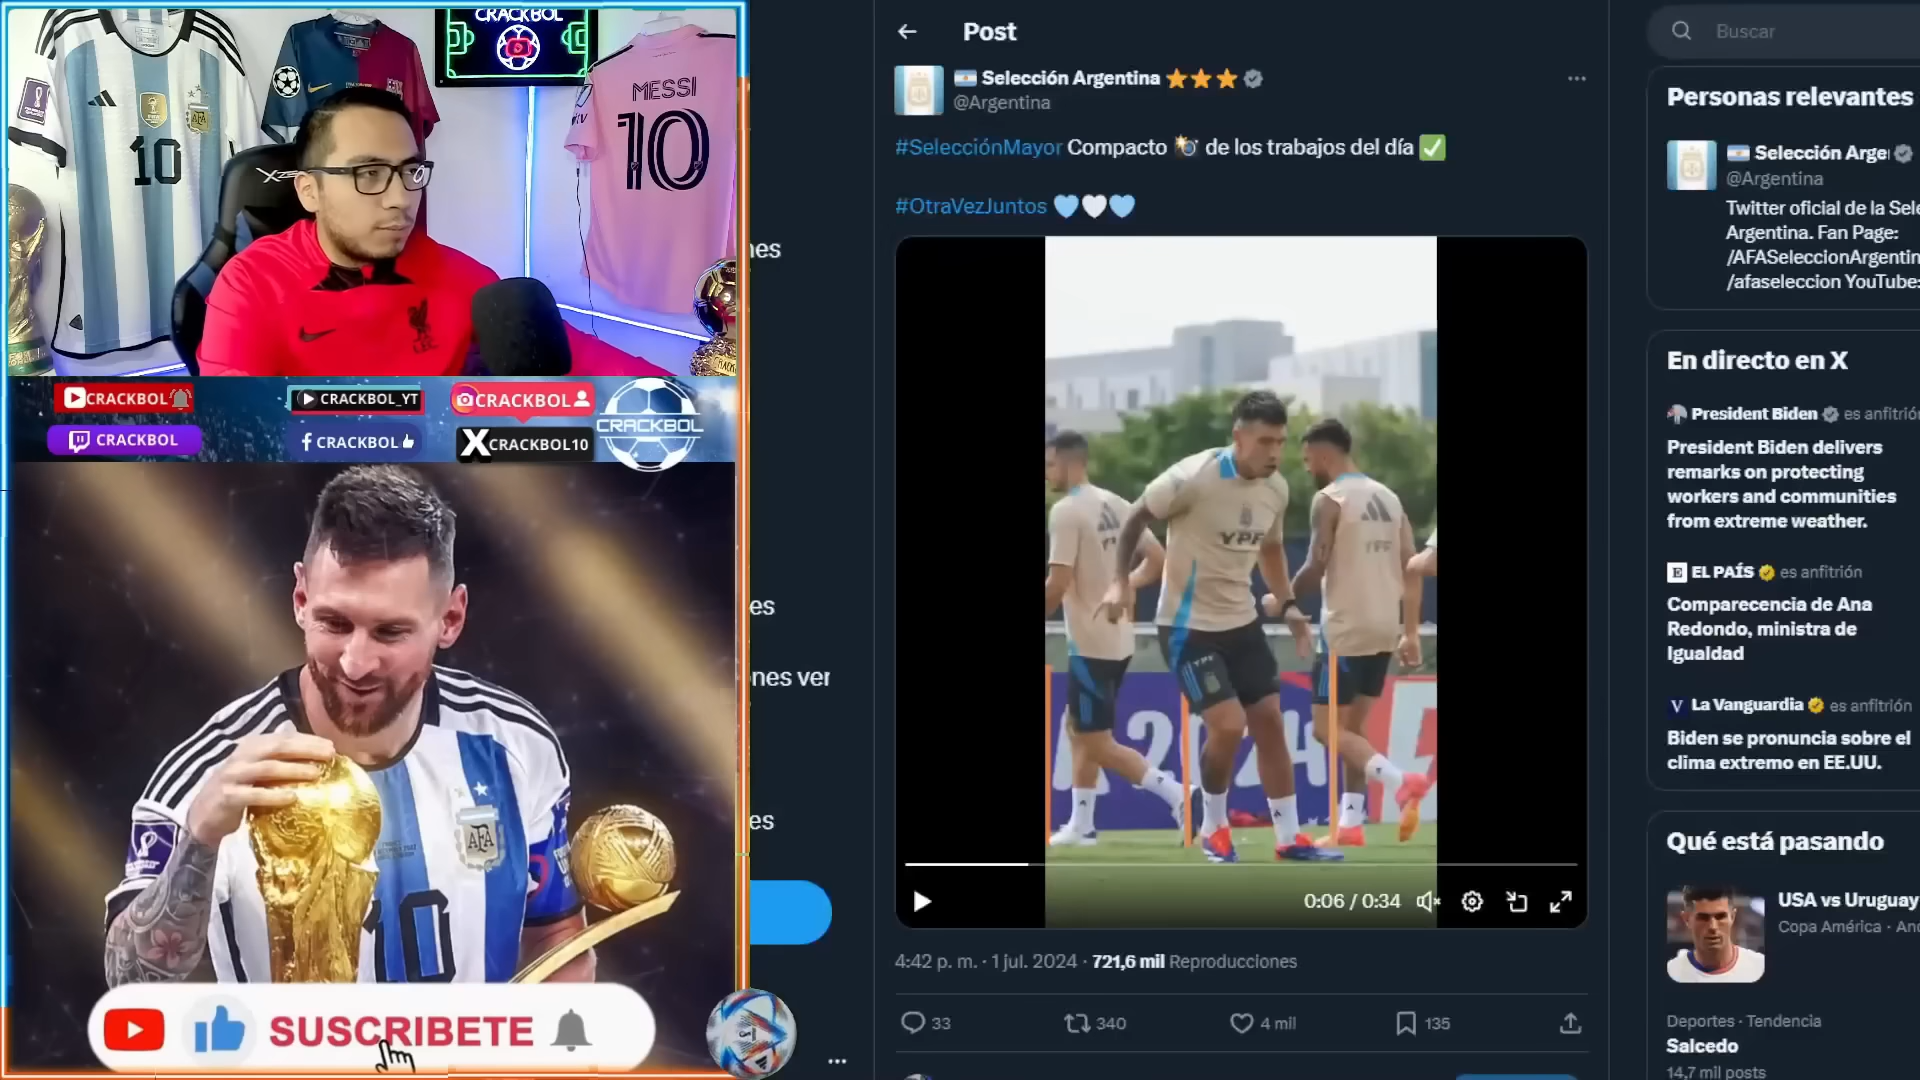 CRACKBOL
MESSI
10
10
CRACKBOL
CRACKBOL_YT
CRACKBOL
CRACKBOL
CRACKBOL
CRACKBOL10
CRACKBOL
AFA
10
SUSCRIBETE
nes
es
nes ver
es
Post
Selección Argentina
@Argentina
#SelecciónMayor Compacto de los trabajos del día
#OtraVezJuntos
YPF
YPF
YPF
0:06 / 0:34
4:42 p. m. · 1 jul. 2024 · 721,6 mil Reproducciones
33
340
4 mil
135
Buscar
Personas relevantes
Selección Arge
@Argentina
Twitter oficial de la Sele
Argentina. Fan Page:
/AFASeleccionArgentin
/afaseleccion YouTube:
En directo en X
President Biden es anfitrió
President Biden delivers
remarks on protecting
workers and communities
from extreme weather.
EL PAÍS es anfitrión
Comparecencia de Ana
Redondo, ministra de
Igualdad
La Vanguardia es anfitrión
Biden se pronuncia sobre el
clima extremo en EE.UU.
Qué está pasando
USA vs Uruguay
Copa América ·
Deportes · Tendencia
Salcedo
14,7 mil posts